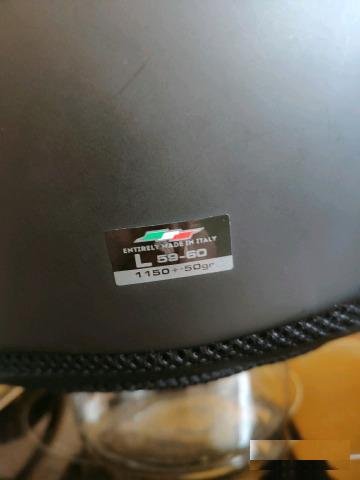 ENTIRELY MADE IN ITALY
L 59-60
1150+-50gr